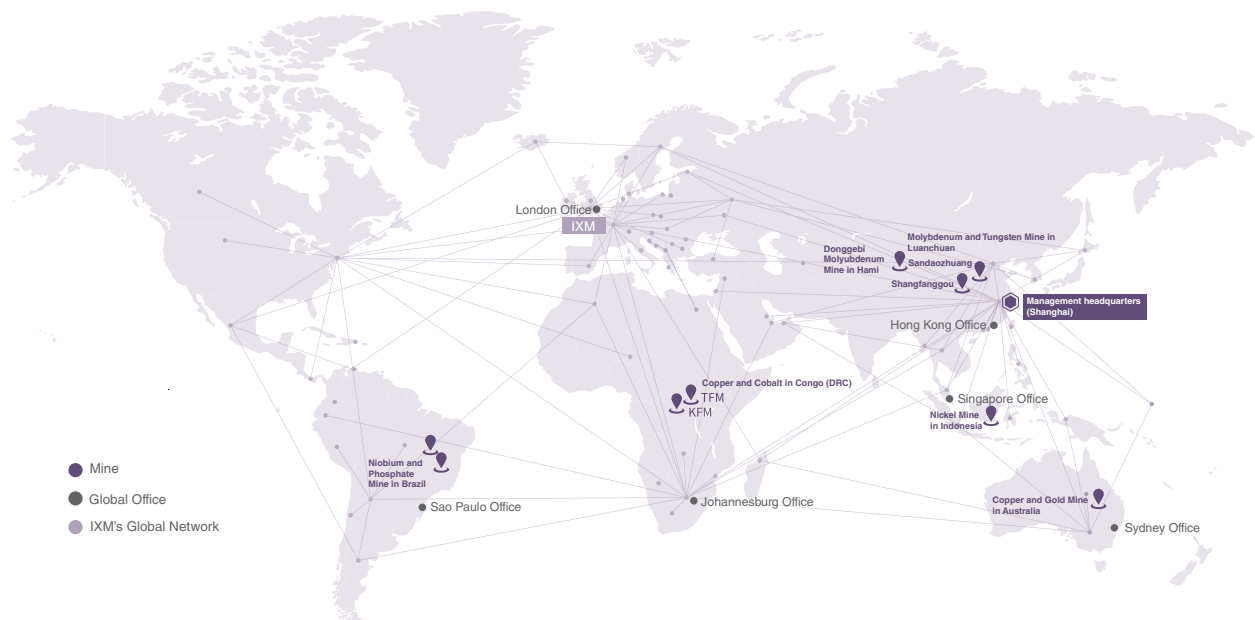 London Office
IXM
Donggebi
Molyubdenum
Mine in Hami
Molybdenum and Tungsten Mine in
Luanchuan
Sandaozhuang
Shangfanggou
Management headquarters
(Shanghai)
Hong Kong Office
Copper and Cobalt in Congo (DRC)
TFM
KFM
Singapore Office
Nickel Mine
in Indonesia
Niobium and
Phosphate
Mine in Brazil
Sao Paulo Office
Johannesburg Office
Copper and Gold Mine
in Australia
Sydney Office
Mine
Global Office
IXM's Global Network